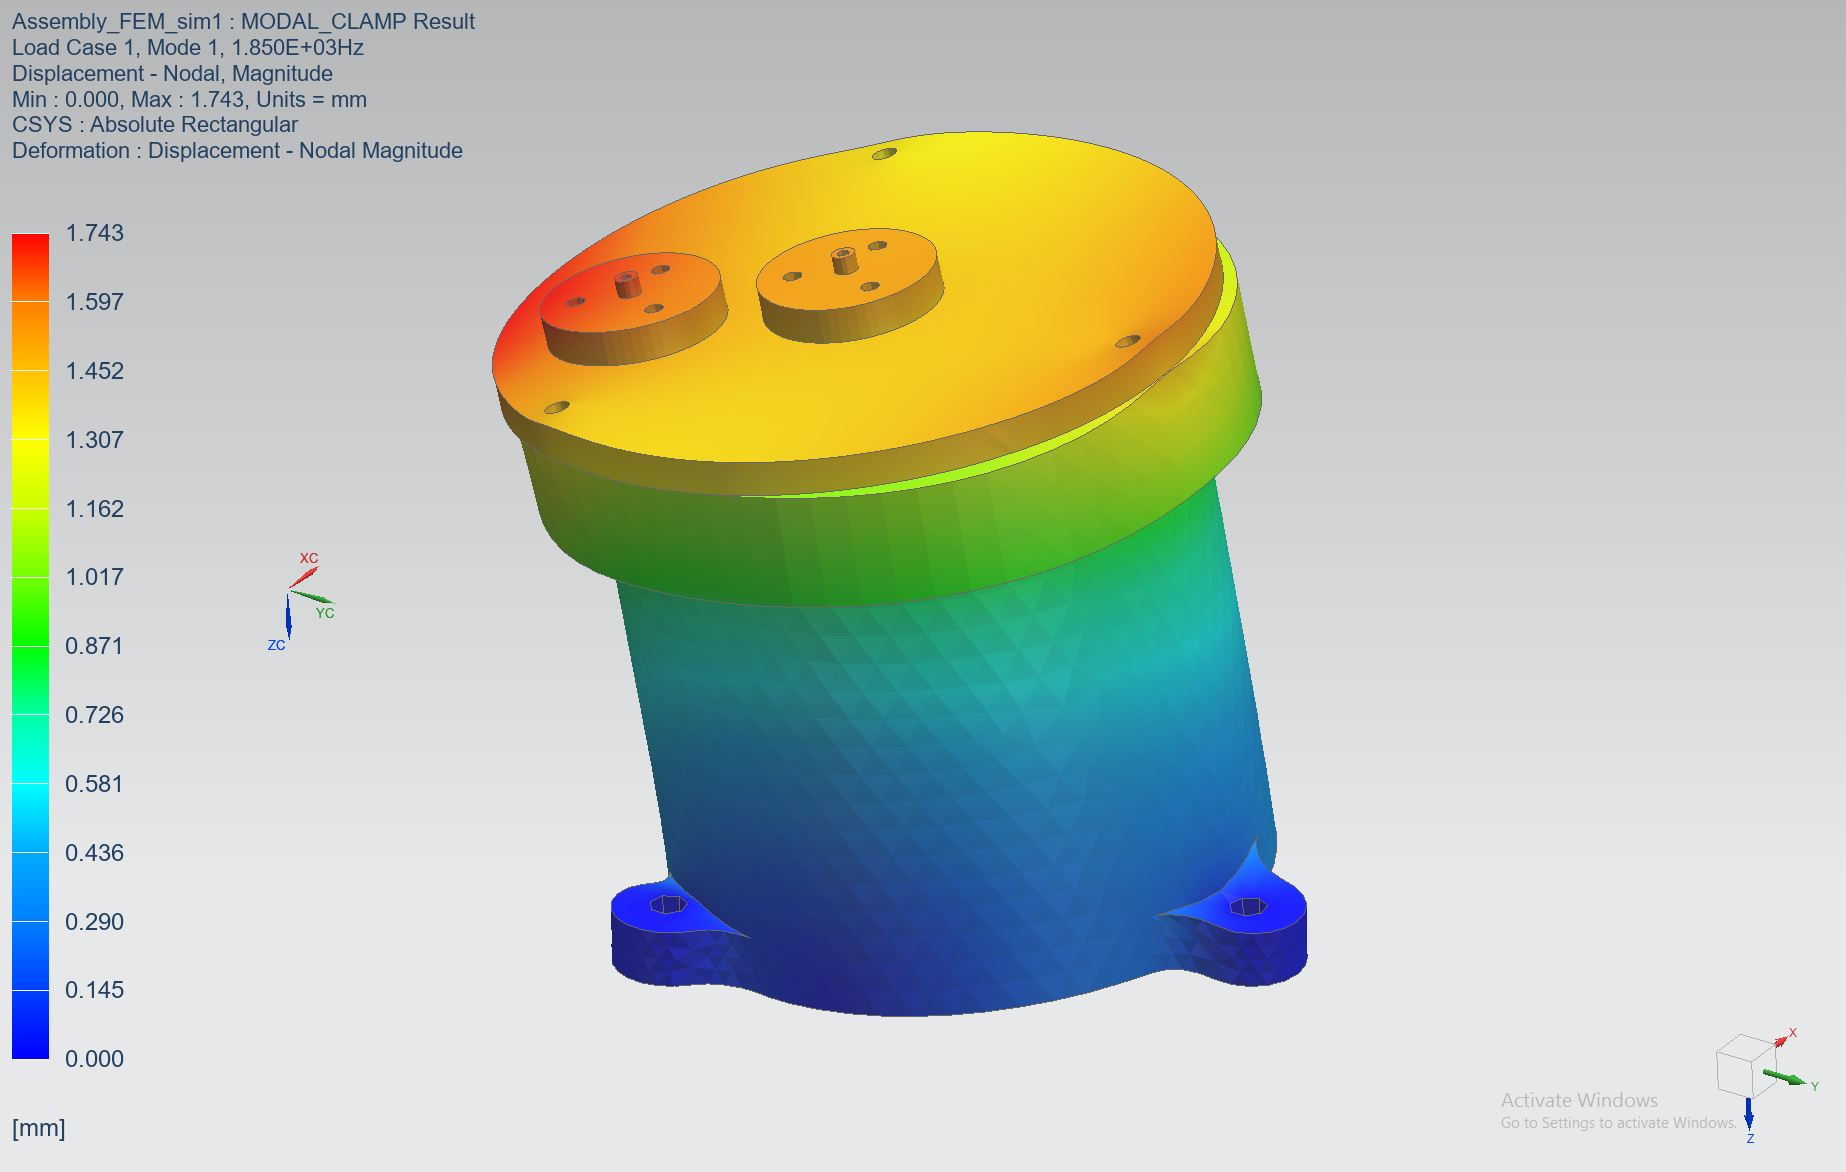 Assembly_FEM_sim1 : MODAL_CLAMP Result
Load Case 1, Mode 1, 1.850E+03Hz
Displacement - Nodal, Magnitude
Min : 0.000, Max : 1.743, Units = mm
CSYS : Absolute Rectangular
Deformation : Displacement - Nodal Magnitude
1.743
1.597
1.452
1.307
1.162
1.017
0.871
0.726
0.581
0.436
0.290
0.145
0.000
[mm]
XC
YC
ZC
X
Y
Z
Activate Windows
Go to Settings to activate Windows.